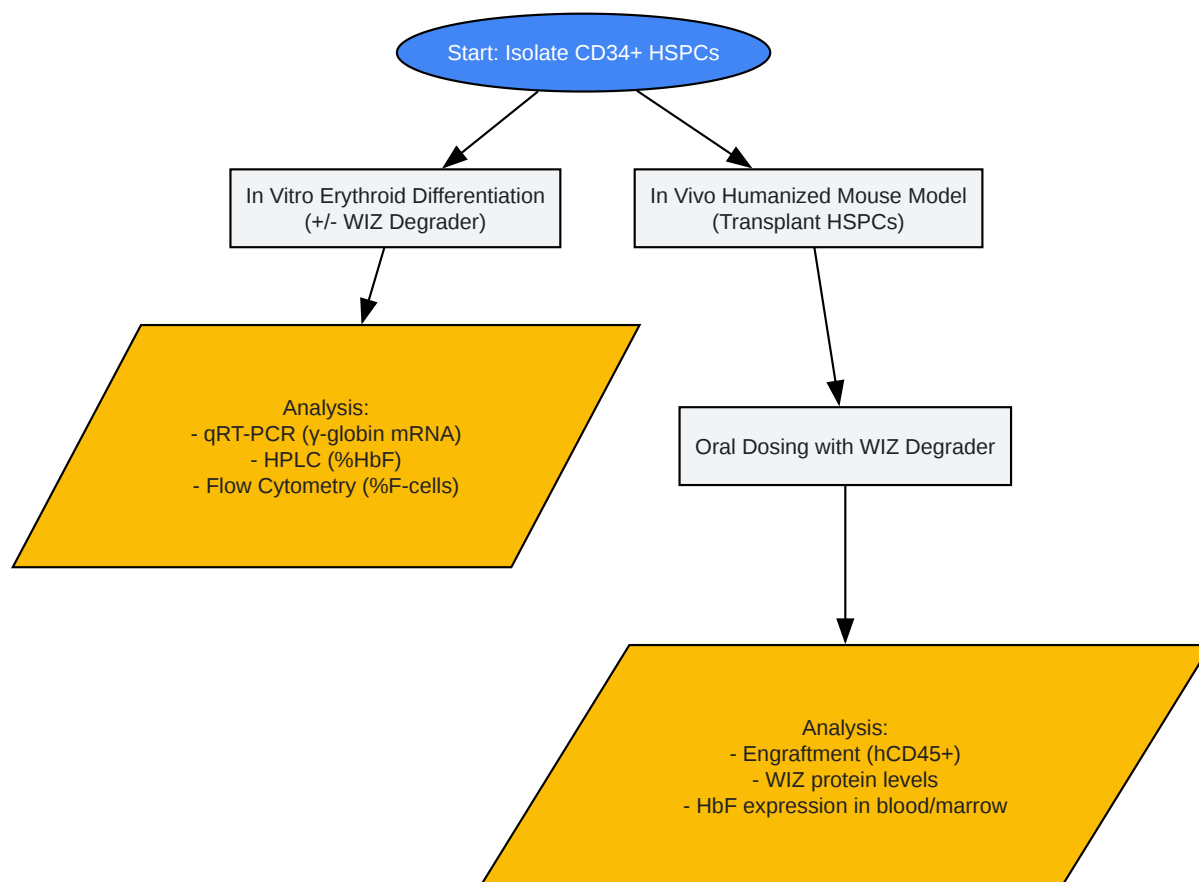 Start: Isolate CD34+ HSPCs
In Vitro Erythroid Differentiation
(+/- WIZ Degrader)
In Vivo Humanized Mouse Model
(Transplant HSPCs)
Analysis:
- qRT-PCR (γ-globin mRNA)
- HPLC (%HbF)
- Flow Cytometry (%F-cells)
Oral Dosing with WIZ Degrader
Analysis:
- Engraftment (hCD45+)
- WIZ protein levels
- HbF expression in blood/marrow